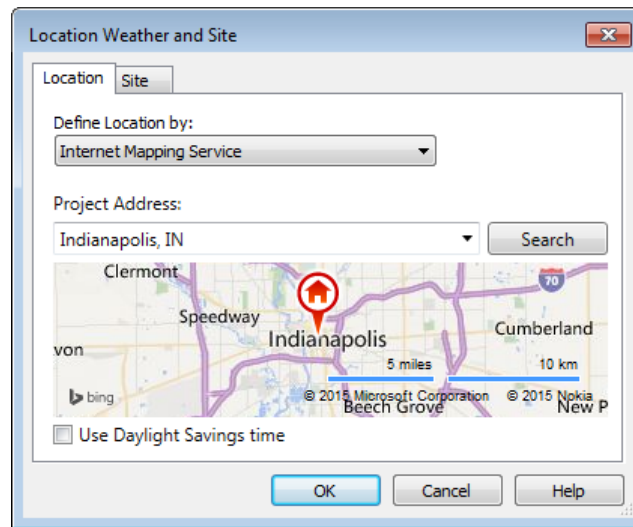 Location Weather and Site
Location Site
Define Location by:
Internet Mapping Service
Project Address:
Indianapolis, IN Search
Clermont 70
Speedway Cumberland
Indianapolis
von 5 miles 10 km
bing © 2015 Microsoft Corporation © 2015 Nokia
Beech Grove New P
Use Daylight Savings time
OK Cancel Help